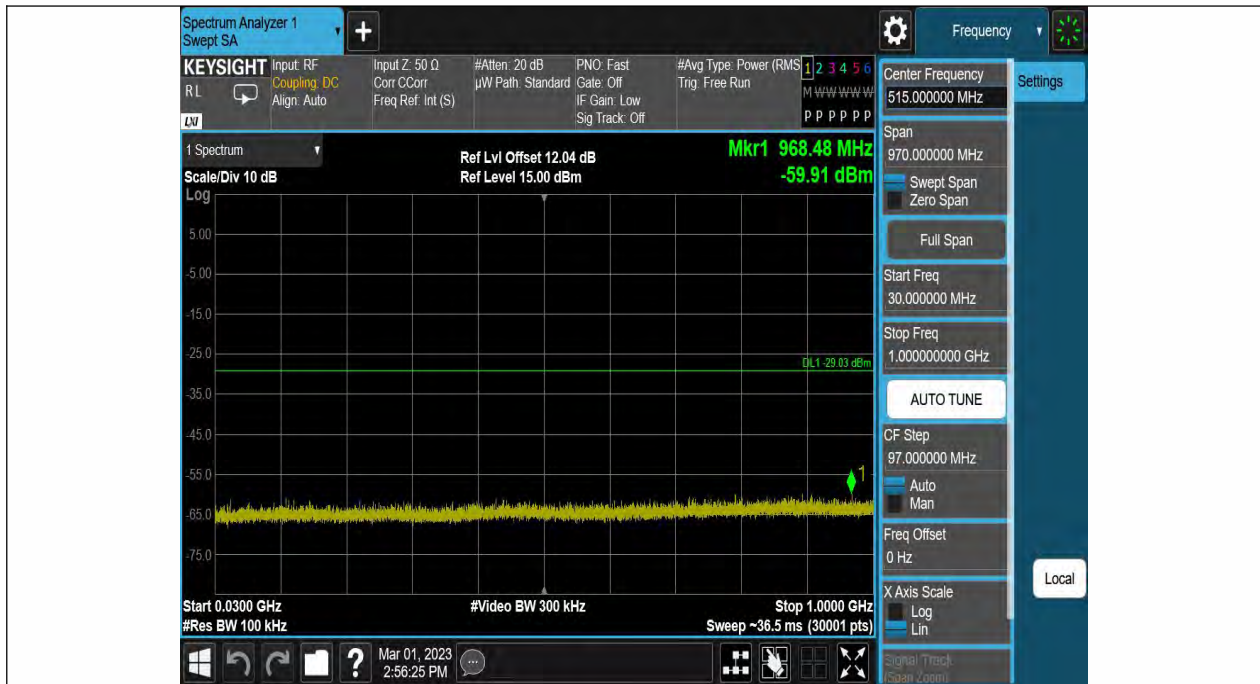 Spectrum Analyzer 1
Swept SA
+
Frequency
KEYSIGHT
RL
LXI
Input: RF
Coupling: DC
Align: Auto
Input Z: 50 Ω
Corr CCorr
Freq Ref: Int (S)
#Atten: 20 dB
µW Path: Standard
PNO: Fast
Gate: Off
IF Gain: Low
Sig Track: Off
#Avg Type: Power (RMS
Trig: Free Run
1 2 3 4 5 6
M W W W W W
P P P P P P
1 Spectrum
Scale/Div 10 dB
Ref Lvl Offset 12.04 dB
Ref Level 15.00 dBm
Mkr1 968.48 MHz
-59.91 dBm
Log
5.00
-5.00
-15.0
-25.0
DL1 -29.03 dBm
-35.0
-45.0
-55.0
1
-65.0
-75.0
Start 0.0300 GHz
#Res BW 100 kHz
#Video BW 300 kHz
Stop 1.0000 GHz
Sweep ~36.5 ms (30001 pts)
?
Mar 01, 2023
2:56:25 PM
Center Frequency
515.000000 MHz
Settings
Span
970.000000 MHz
Swept Span
Zero Span
Full Span
Start Freq
30.000000 MHz
Stop Freq
1.000000000 GHz
AUTO TUNE
CF Step
97.000000 MHz
Auto
Man
Freq Offset
0 Hz
X Axis Scale
Log
Lin
Local
Signal Track
(Span Zoom)